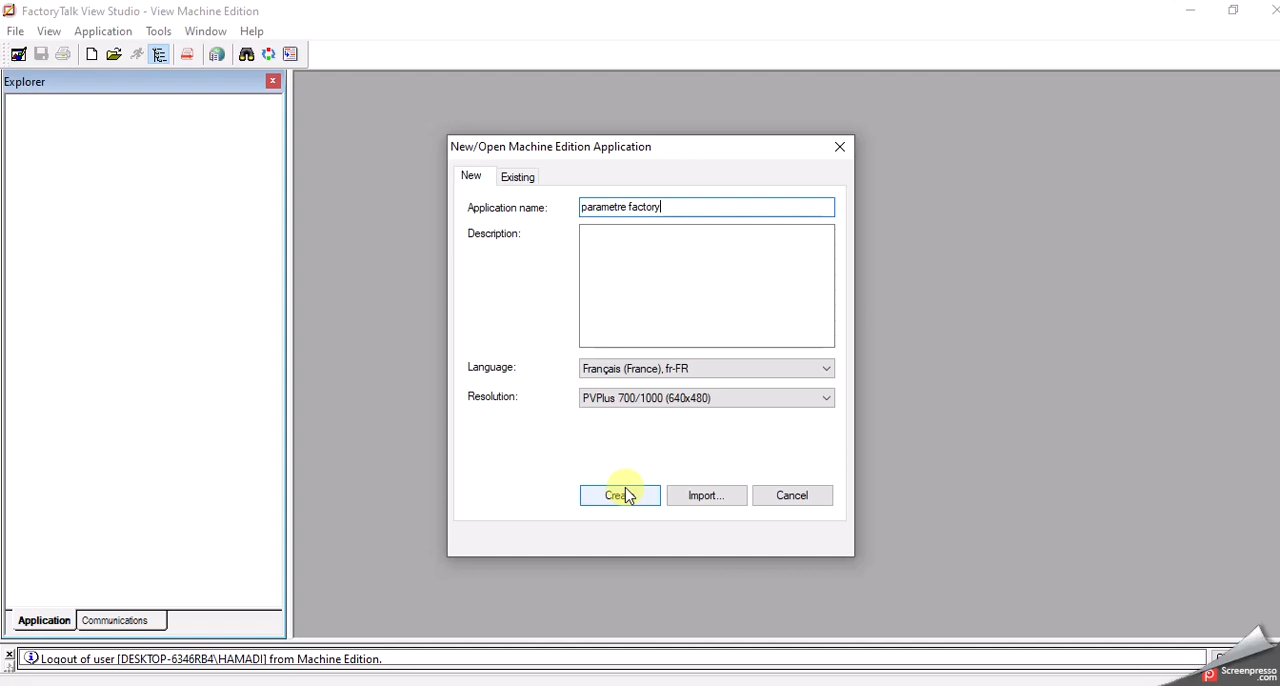 FactoryTalk View Studio - View Machine Edition
File View Application Tools Window Help
Explorer
New/Open Machine Edition Application
New Existing
Application name: parametre factory
Description:
Language: Français (France), fr-FR
Resolution: PVPlus 700/1000 (640x480)
Import... Cancel
Application Communications
Logout of user [DESKTOP-6346RB4\HAMADI] from Machine Edition.
Screenpresso
.com